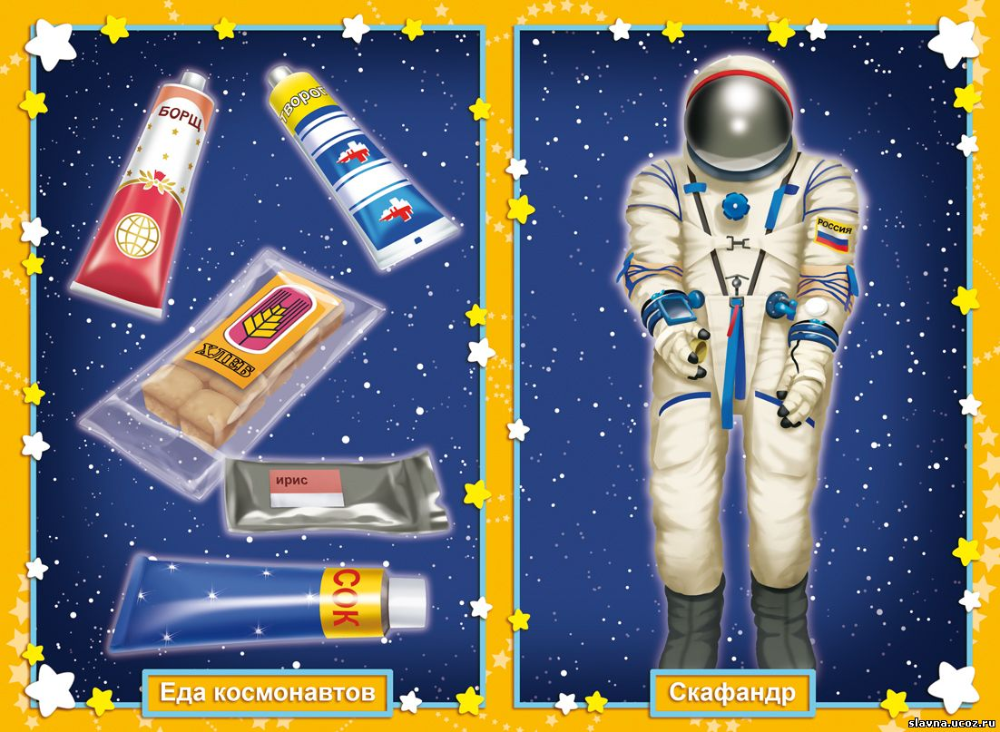 БОРЩ
Творог
ХЛЕБ
ирис
СОК
Еда космонавтов
РОССИЯ
Скафандр
slavna.ucoz.ru